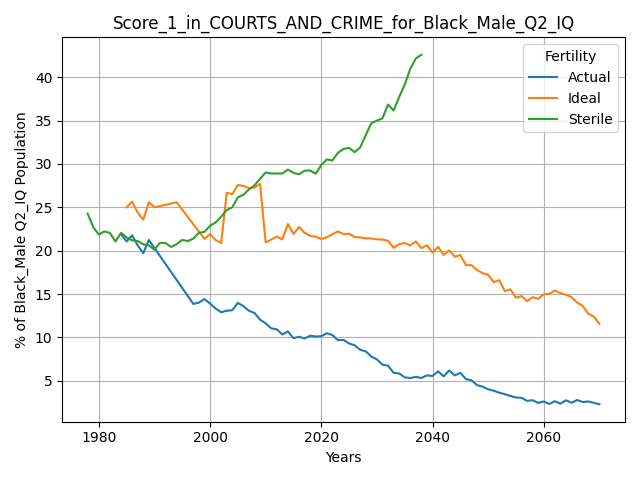 Score_1_in_COURTS_AND_CRIME_for_Black_Male_Q2_IQ
% of Black_Male Q2_IQ Population
40
35
30
25
20
15
10
5
Fertility
Actual
Ideal
Sterile
1980 2000 2020 2040 2060
Years